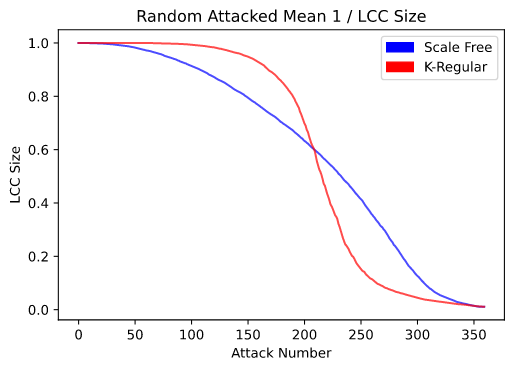 Random Attacked Mean 1 / LCC Size
Scale Free
K-Regular
LCC Size
1.0
0.8
0.6
0.4
0.2
0.0
0 50 100 150 200 250 300 350
Attack Number